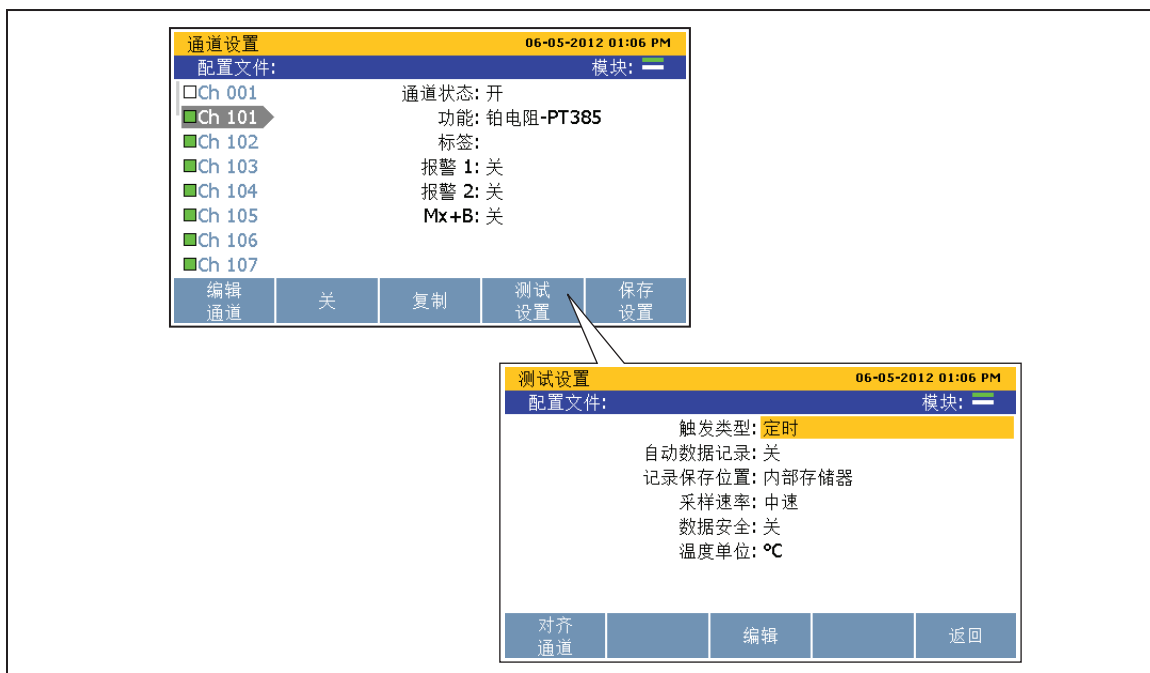 通道设置 06-05-2012 01:06 PM
配置文件: 模块:
Ch 001 通道状态: 开
Ch 101 功能: 铂电阻-PT385
Ch 102 标签:
Ch 103 报警 1: 关
Ch 104 报警 2: 关
Ch 105 Mx+B: 关
Ch 106
Ch 107
编辑 通道 关 复制 测试 设置 保存 设置
测试设置 06-05-2012 01:06 PM
配置文件: 模块:
触发类型: 定时
自动数据记录: 关
记录保存位置: 内部存储器
采样速率: 中速
数据安全: 关
温度单位: °C
对齐 通道 编辑 返回